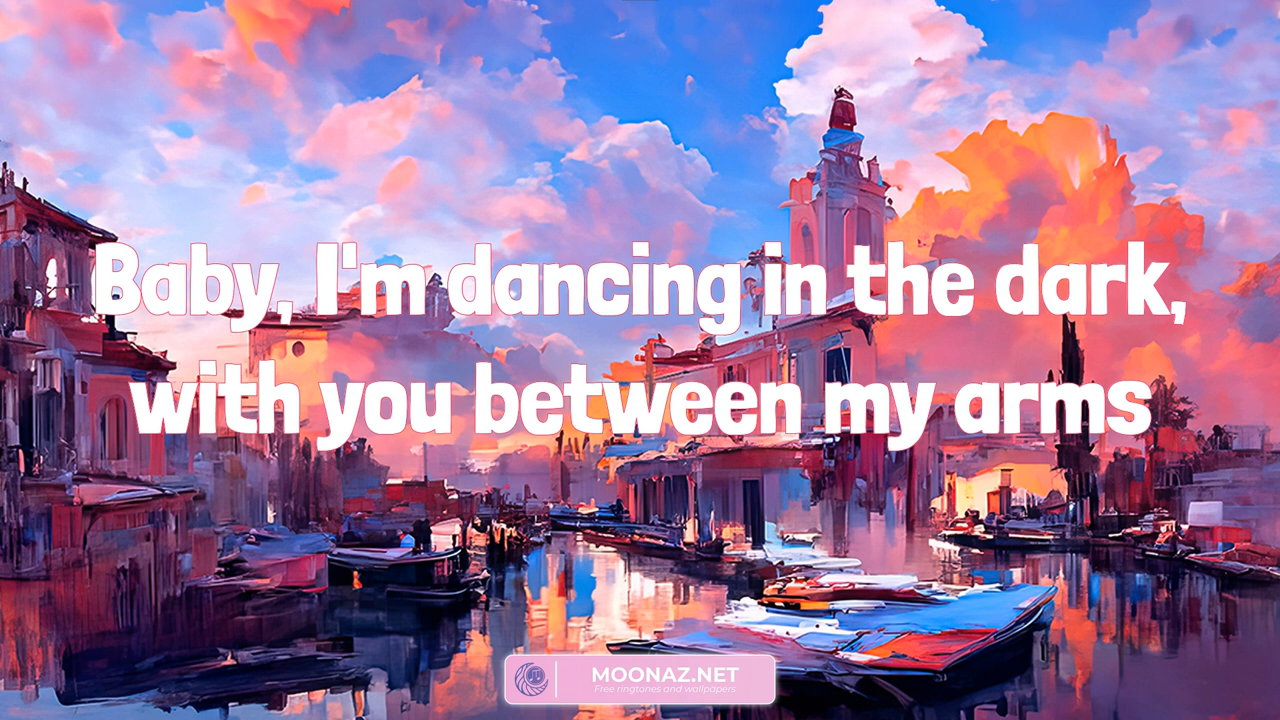 Baby, I'm dancing in the dark,
with you between my arms
MOONAZ.NET
Free ringtones and wallpapers